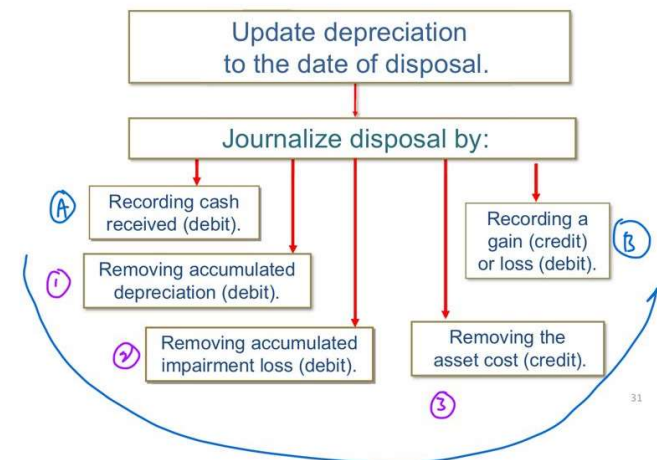 Update depreciation
to the date of disposal.
Journalize disposal by:
A
Recording cash
received (debit).
Recording a
gain (credit)
or loss (debit).
B
1
Removing accumulated
depreciation (debit).
2
Removing accumulated
impairment loss (debit).
Removing the
asset cost (credit).
3
31